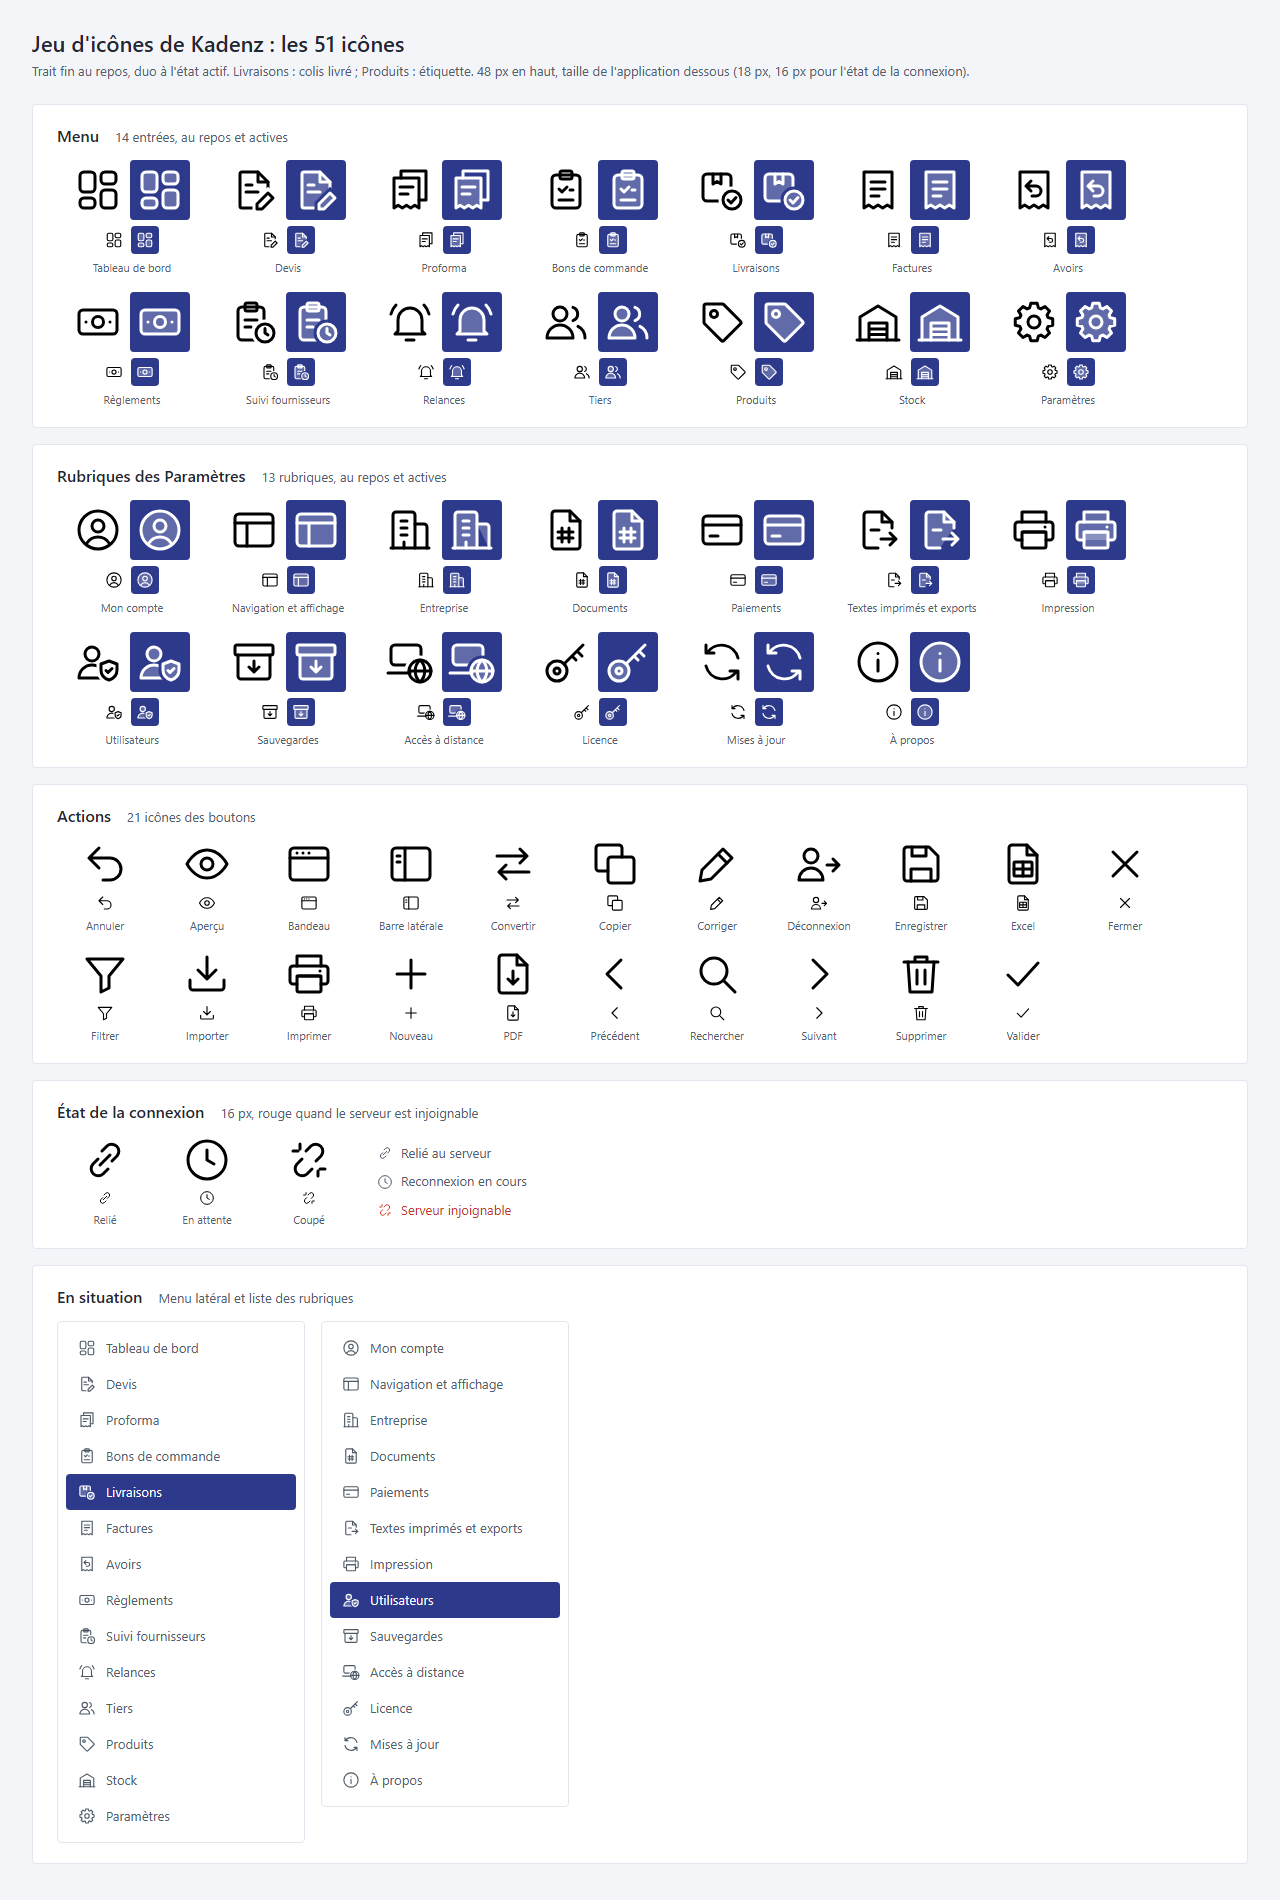 Jeu d'icônes de Kadenz : les 51 icônes
Trait fin au repos, duo à l'état actif. Livraisons : colis livré ; Produits : étiquette. 48 px en haut, taille de l'application dessous (18 px, 16 px pour l'état de la connexion).
Menu 14 entrées, au repos et actives
Tableau de bord Devis Proforma Bons de commande Livraisons Factures Avoirs
Règlements Suivi fournisseurs Relances Tiers Produits Stock Paramètres
Rubriques des Paramètres 13 rubriques, au repos et actives
Mon compte Navigation et affichage Entreprise Documents Paiements Textes imprimés et exports Impression
Utilisateurs Sauvegardes Accès à distance Licence Mises à jour À propos
Actions 21 icônes des boutons
Annuler Aperçu Bandeau Barre latérale Convertir Copier Corriger Déconnexion Enregistrer Excel Fermer
Filtrer Importer Imprimer Nouveau PDF Précédent Rechercher Suivant Supprimer Valider
État de la connexion 16 px, rouge quand le serveur est injoignable
Relié En attente Coupé
Relié au serveur
Reconnexion en cours
Serveur injoignable
En situation Menu latéral et liste des rubriques
Tableau de bord
Devis
Proforma
Bons de commande
Livraisons
Factures
Avoirs
Règlements
Suivi fournisseurs
Relances
Tiers
Produits
Stock
Paramètres
Mon compte
Navigation et affichage
Entreprise
Documents
Paiements
Textes imprimés et exports
Impression
Utilisateurs
Sauvegardes
Accès à distance
Licence
Mises à jour
À propos